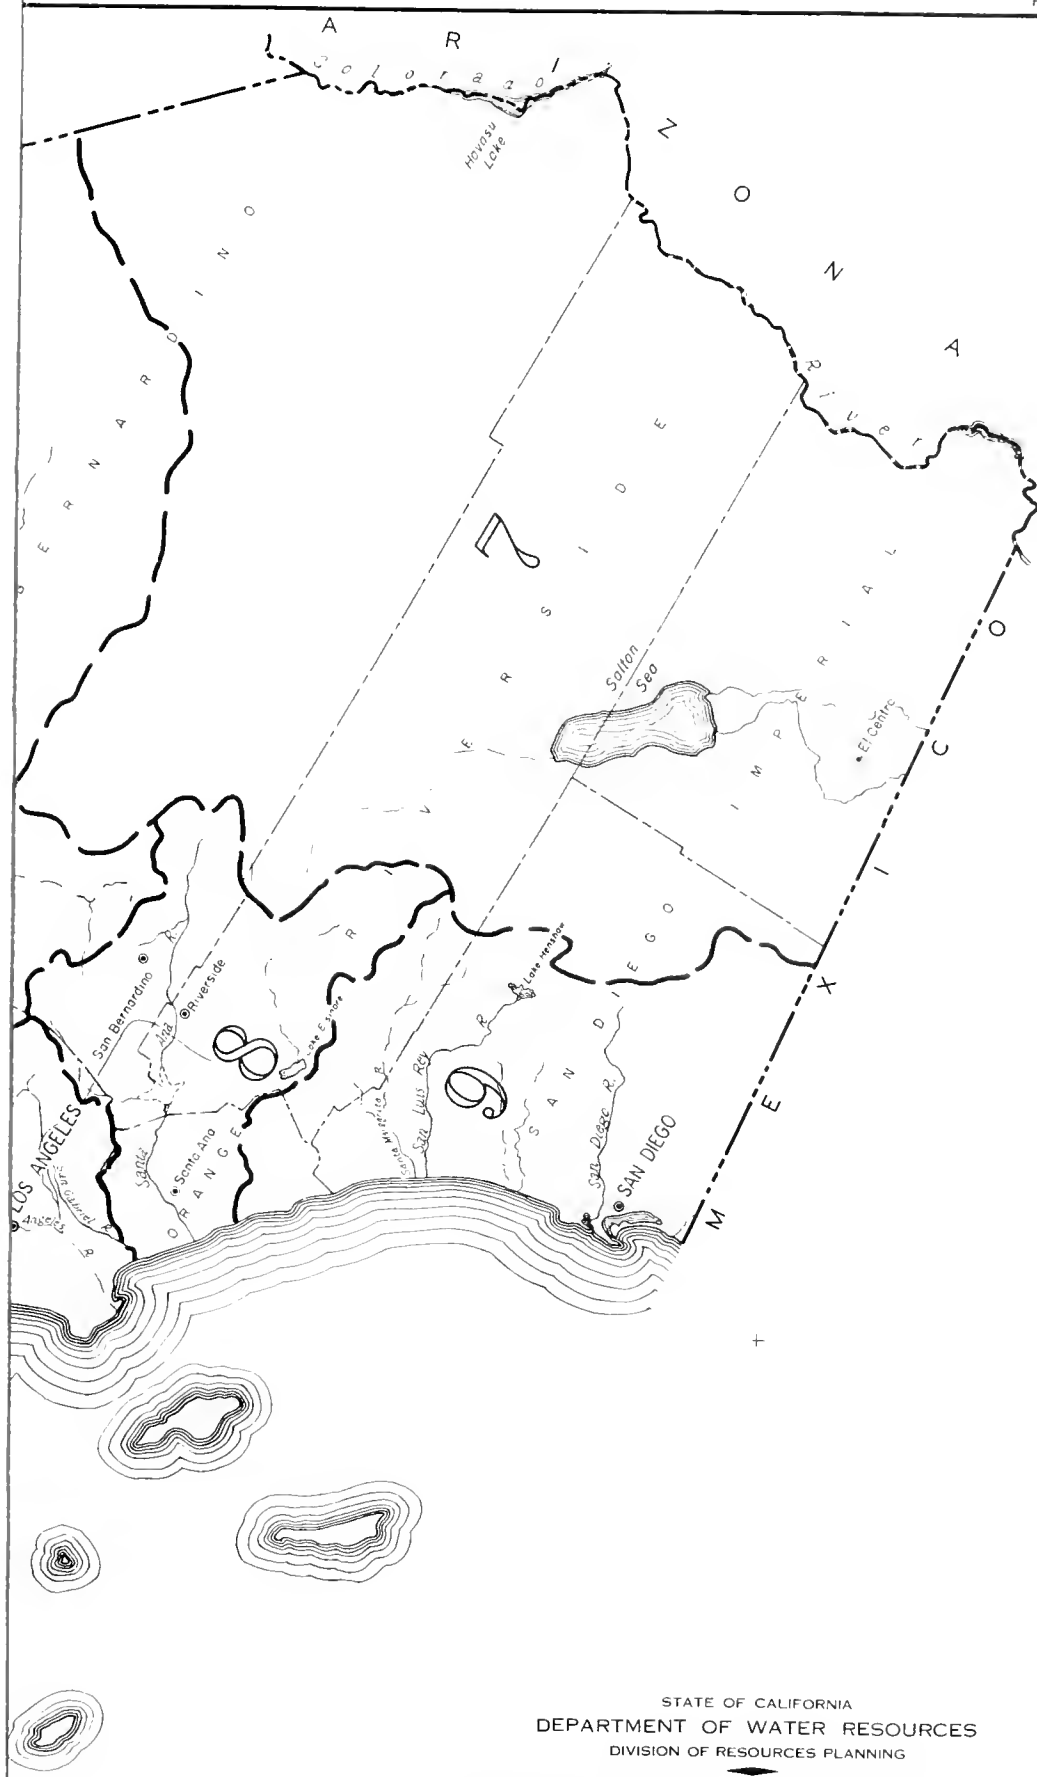 ARIZONA
Colorado
River
Havasu
Lake
BERNARDINO
7
RIVERSIDE
Salton
Sea
IMPERIAL
El Centro
MEXICO
San Bernardino
Riverside
Santa Ana R.
8
Lake Elsinore
Lake Henshaw
SAN DIEGO
San Luis Rey R.
9
Santa Margarita R.
San Diego R.
SAN DIEGO
LOS ANGELES
Angeles
San Gabriel R.
Santa Ana
ORANGE
STATE OF CALIFORNIA
DEPARTMENT OF WATER RESOURCES
DIVISION OF RESOURCES PLANNING